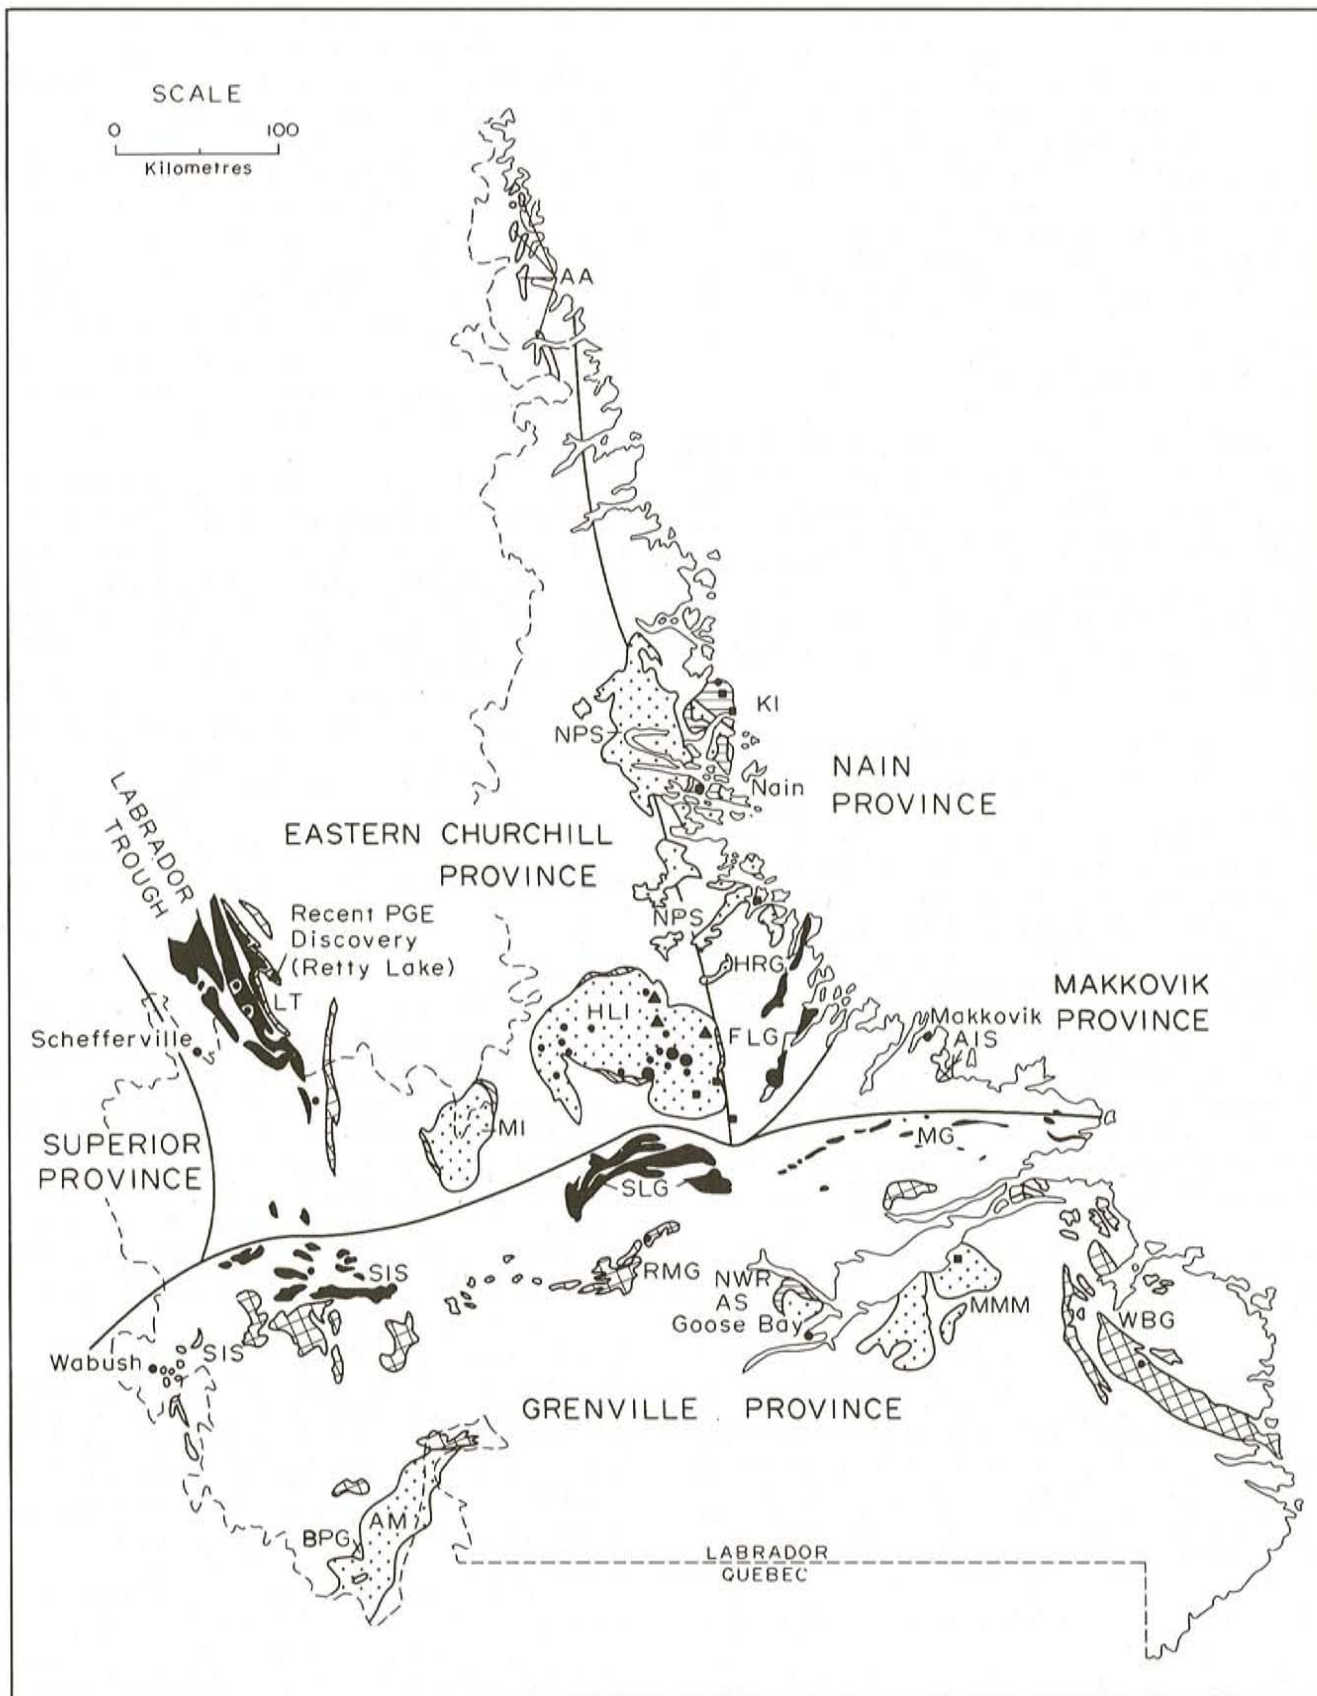 SCALE
0 100
Kilometres
AA
KI
NPS
Nain
NAIN
PROVINCE
LABRADOR
TROUGH
EASTERN CHURCHILL
PROVINCE
Recent PGE
Discovery
(Retty Lake)
NPS
HRG
LT
HLI
MAKKOVIK
PROVINCE
Makkovik
AIS
FLG
Schefferville
SUPERIOR
PROVINCE
MI
MG
SLG
SIS
RMG
NWR
AS
Goose Bay
MMM
WBG
SIS
Wabush
GRENVILLE PROVINCE
BPG
AM
LABRADOR
QUEBEC